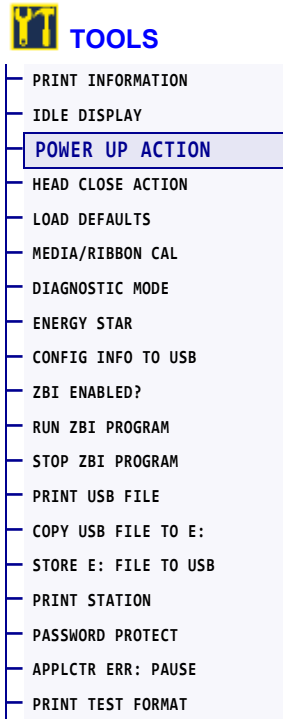 TOOLS
PRINT INFORMATION
IDLE DISPLAY
POWER UP ACTION
HEAD CLOSE ACTION
LOAD DEFAULTS
MEDIA/RIBBON CAL
DIAGNOSTIC MODE
ENERGY STAR
CONFIG INFO TO USB
ZBI ENABLED?
RUN ZBI PROGRAM
STOP ZBI PROGRAM
PRINT USB FILE
COPY USB FILE TO E:
STORE E: FILE TO USB
PRINT STATION
PASSWORD PROTECT
APPLCTR ERR: PAUSE
PRINT TEST FORMAT